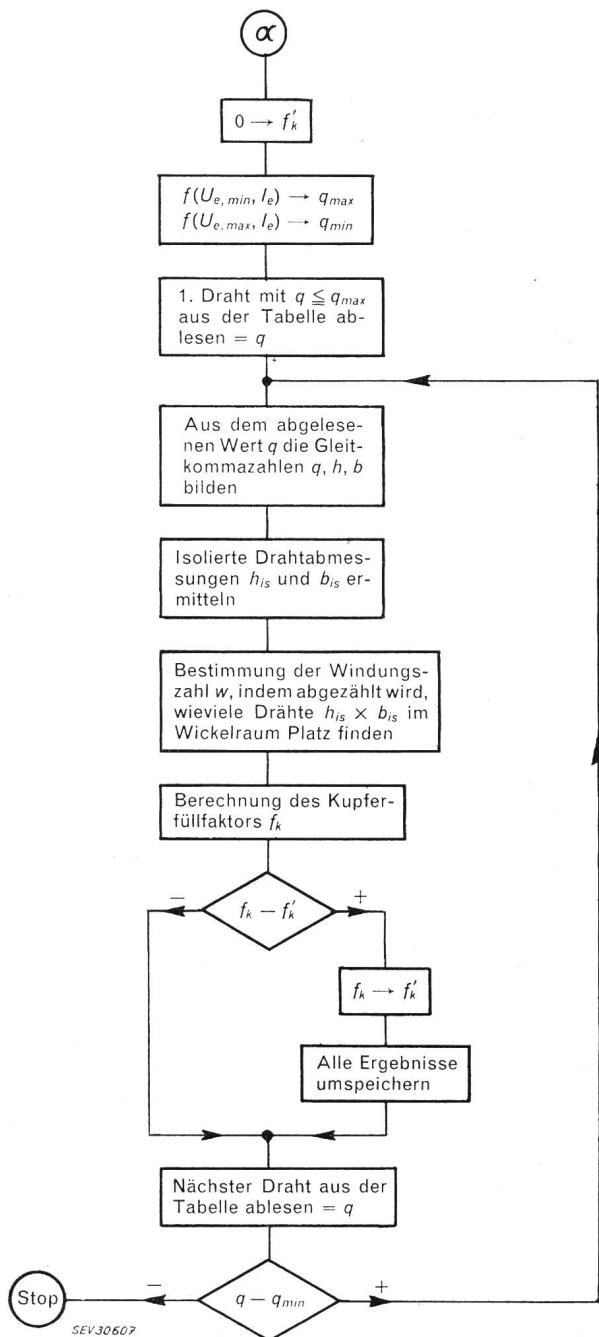 α
0 → f'k
f(Ue, min, Ie) → qmax
f(Ue, max, Ie) → qmin
1. Draht mit q ≦ qmax
aus der Tabelle ab-
lesen = q
Aus dem abgelese-
nen Wert q die Gleit-
kommazahlen q, h, b
bilden
Isolierte Drahtabmes-
sungen his und bis er-
mitteln
Bestimmung der Windungs-
zahl w, indem abgezählt wird,
wieviele Drähte his × bis im
Wickelraum Platz finden
Berechnung des Kupfer-
füllfaktors fk
− fk − f'k +
fk → f'k
Alle Ergebnisse
umspeichern
Nächster Draht aus der
Tabelle ablesen = q
Stop − q − qmin +
SEV30607